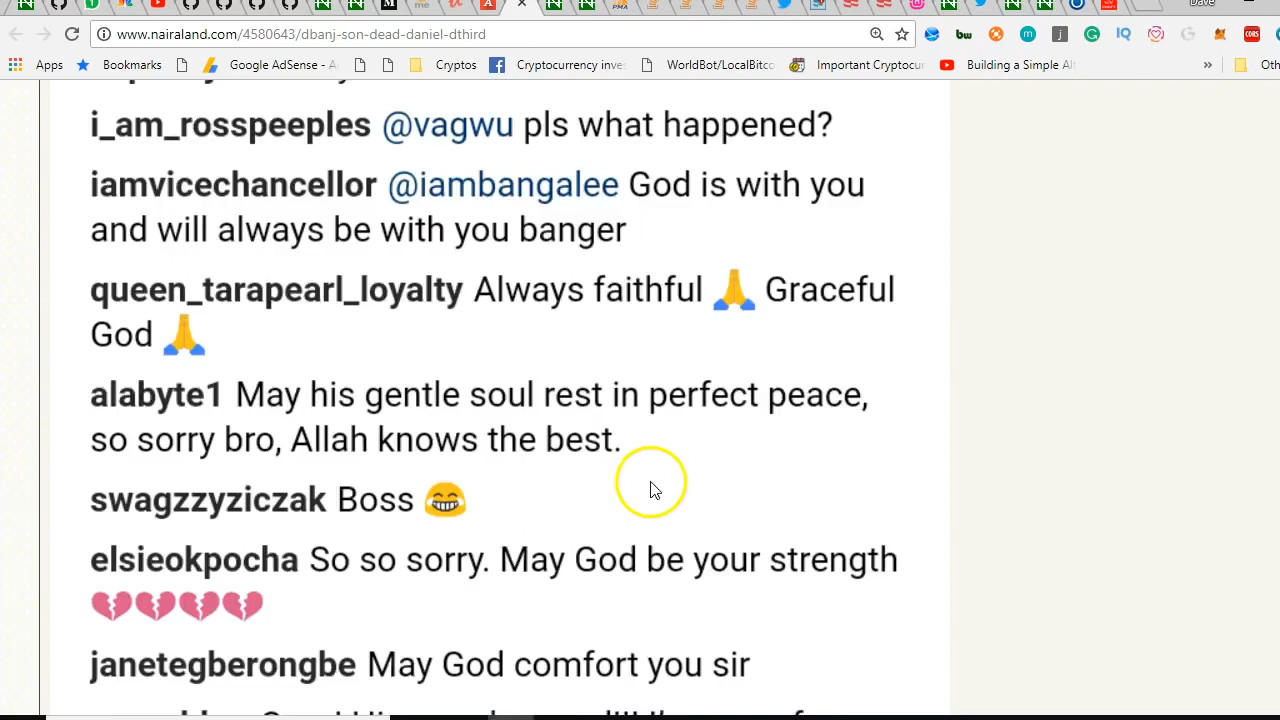 Dave
www.nairaland.com/4580643/dbanj-son-dead-daniel-dthird
Apps Bookmarks Google AdSense - A Cryptos Cryptocurrency inves WorldBot/LocalBitco Important Cryptocur Building a Simple Al » Oth
i_am_rosspeeples @vagwu pls what happened?
iamvicechancellor @iambangalee God is with you
and will always be with you banger
queen_tarapearl_loyalty Always faithful 🙏 Graceful
God 🙏
alabyte1 May his gentle soul rest in perfect peace,
so sorry bro, Allah knows the best.
swagzzyziczak Boss 😂
elsieokpocha So so sorry. May God be your strength
💔💔💔💔
janetegberongbe May God comfort you sir